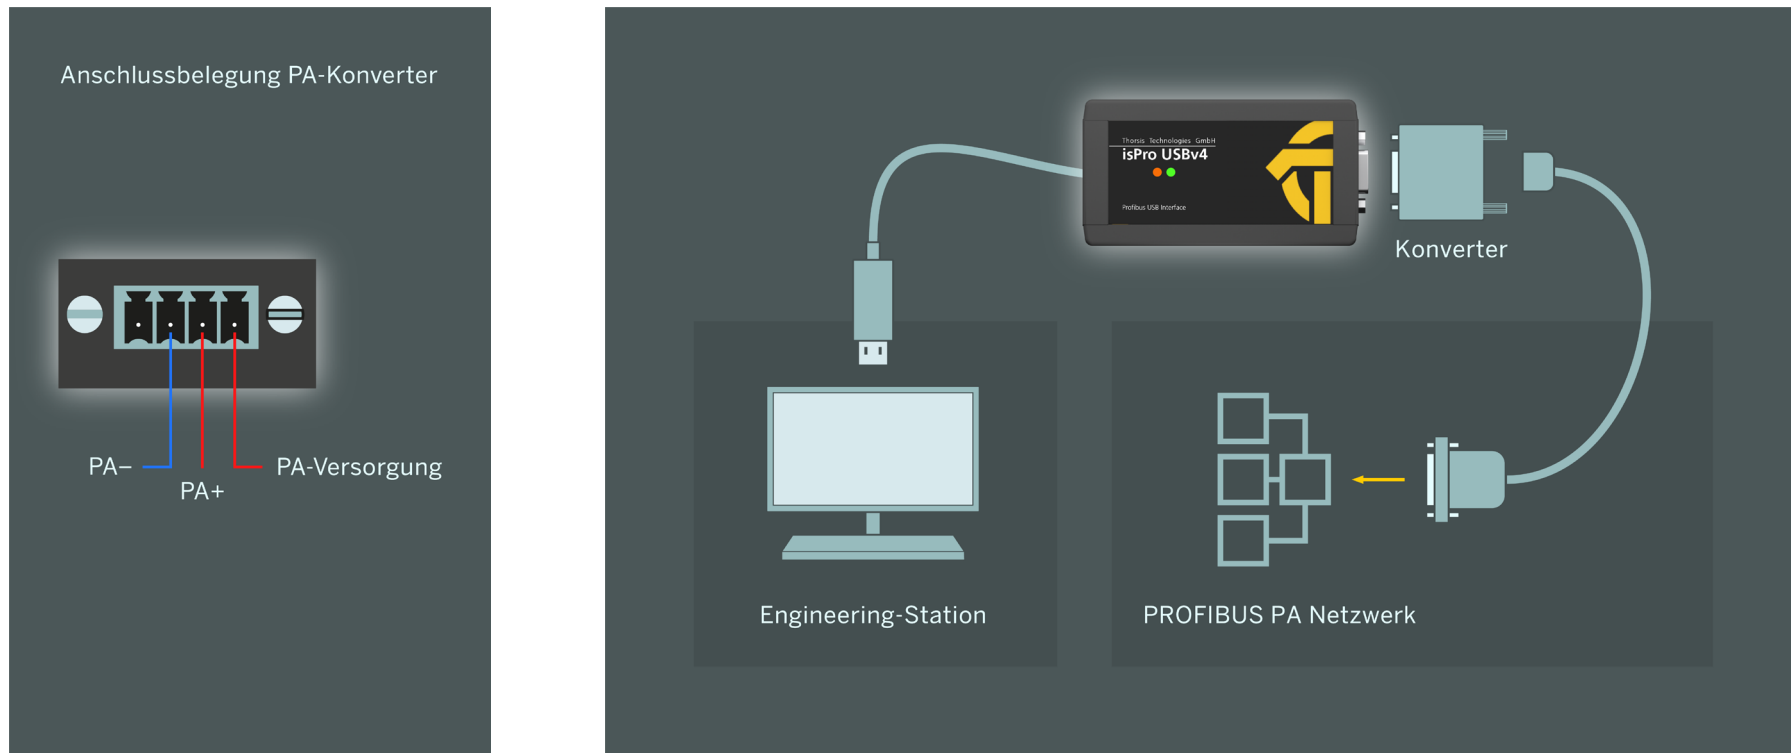 Anschlussbelegung PA-Konverter
PA–
PA+
PA-Versorgung
Thorsis Technologies GmbH
isPro USBv4
Profibus USB Interface
Konverter
Engineering-Station
PROFIBUS PA Netzwerk